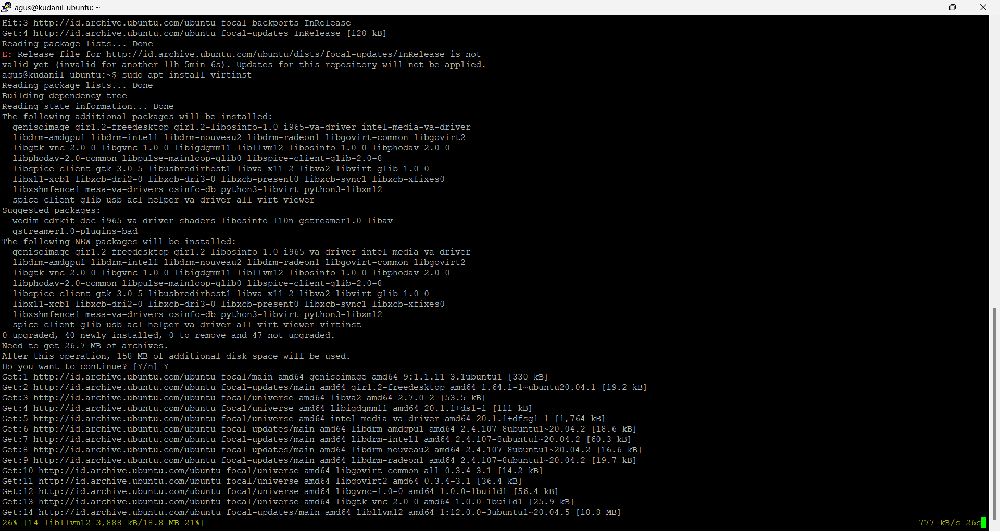 agus@kudanil-ubuntu: ~
Hit:3 http://id.archive.ubuntu.com/ubuntu focal-backports InRelease
Get:4 http://id.archive.ubuntu.com/ubuntu focal-updates InRelease [128 kB]
Reading package lists... Done
E: Release file for http://id.archive.ubuntu.com/ubuntu/dists/focal-updates/InRelease is not
valid yet (invalid for another 11h 5min 6s). Updates for this repository will not be applied.
agus@kudanil-ubuntu:~$ sudo apt install virtinst
Reading package lists... Done
Building dependency tree
Reading state information... Done
The following additional packages will be installed:
  genisoimage gir1.2-freedesktop gir1.2-libosinfo-1.0 i965-va-driver intel-media-va-driver
  libdrm-amdgpu1 libdrm-intel1 libdrm-nouveau2 libdrm-radeon1 libgovirt-common libgovirt2
  libgtk-vnc-2.0-0 libgvnc-1.0-0 libigdgmm11 libllvm12 libosinfo-1.0-0 libphodav-2.0-0
  libphodav-2.0-common libpulse-mainloop-glib0 libspice-client-glib-2.0-8
  libspice-client-gtk-3.0-5 libusbredirhost1 libva-x11-2 libva2 libvirt-glib-1.0-0
  libx11-xcb1 libxcb-dri2-0 libxcb-dri3-0 libxcb-present0 libxcb-sync1 libxcb-xfixes0
  libxshmfence1 mesa-va-drivers osinfo-db python3-libvirt python3-libxml2
  spice-client-glib-usb-acl-helper va-driver-all virt-viewer
Suggested packages:
  wodim cdrkit-doc i965-va-driver-shaders libosinfo-l10n gstreamer1.0-libav
  gstreamer1.0-plugins-bad
The following NEW packages will be installed:
  genisoimage gir1.2-freedesktop gir1.2-libosinfo-1.0 i965-va-driver intel-media-va-driver
  libdrm-amdgpu1 libdrm-intel1 libdrm-nouveau2 libdrm-radeon1 libgovirt-common libgovirt2
  libgtk-vnc-2.0-0 libgvnc-1.0-0 libigdgmm11 libllvm12 libosinfo-1.0-0 libphodav-2.0-0
  libphodav-2.0-common libpulse-mainloop-glib0 libspice-client-glib-2.0-8
  libspice-client-gtk-3.0-5 libusbredirhost1 libva-x11-2 libva2 libvirt-glib-1.0-0
  libx11-xcb1 libxcb-dri2-0 libxcb-dri3-0 libxcb-present0 libxcb-sync1 libxcb-xfixes0
  libxshmfence1 mesa-va-drivers osinfo-db python3-libvirt python3-libxml2
  spice-client-glib-usb-acl-helper va-driver-all virt-viewer virtinst
0 upgraded, 40 newly installed, 0 to remove and 47 not upgraded.
Need to get 26.7 MB of archives.
After this operation, 158 MB of additional disk space will be used.
Do you want to continue? [Y/n] Y
Get:1 http://id.archive.ubuntu.com/ubuntu focal/main amd64 genisoimage amd64 9:1.1.11-3.1ubuntu1 [330 kB]
Get:2 http://id.archive.ubuntu.com/ubuntu focal-updates/main amd64 gir1.2-freedesktop amd64 1.64.1-1~ubuntu20.04.1 [19.2 kB]
Get:3 http://id.archive.ubuntu.com/ubuntu focal/universe amd64 libva2 amd64 2.7.0-2 [53.5 kB]
Get:4 http://id.archive.ubuntu.com/ubuntu focal/universe amd64 libigdgmm11 amd64 20.1.1+ds1-1 [111 kB]
Get:5 http://id.archive.ubuntu.com/ubuntu focal/universe amd64 intel-media-va-driver amd64 20.1.1+dfsg1-1 [1,764 kB]
Get:6 http://id.archive.ubuntu.com/ubuntu focal-updates/main amd64 libdrm-amdgpu1 amd64 2.4.107-8ubuntu1~20.04.2 [18.6 kB]
Get:7 http://id.archive.ubuntu.com/ubuntu focal-updates/main amd64 libdrm-intel1 amd64 2.4.107-8ubuntu1~20.04.2 [60.3 kB]
Get:8 http://id.archive.ubuntu.com/ubuntu focal-updates/main amd64 libdrm-nouveau2 amd64 2.4.107-8ubuntu1~20.04.2 [16.6 kB]
Get:9 http://id.archive.ubuntu.com/ubuntu focal-updates/main amd64 libdrm-radeon1 amd64 2.4.107-8ubuntu1~20.04.2 [19.7 kB]
Get:10 http://id.archive.ubuntu.com/ubuntu focal/universe amd64 libgovirt-common all 0.3.4-3.1 [14.2 kB]
Get:11 http://id.archive.ubuntu.com/ubuntu focal/universe amd64 libgovirt2 amd64 0.3.4-3.1 [36.4 kB]
Get:12 http://id.archive.ubuntu.com/ubuntu focal/universe amd64 libgvnc-1.0-0 amd64 1.0.0-1build1 [56.4 kB]
Get:13 http://id.archive.ubuntu.com/ubuntu focal/universe amd64 libgtk-vnc-2.0-0 amd64 1.0.0-1build1 [25.9 kB]
Get:14 http://id.archive.ubuntu.com/ubuntu focal-updates/main amd64 libllvm12 amd64 1:12.0.0-3ubuntu1~20.04.5 [18.8 MB]
26% [14 libllvm12 3,888 kB/18.8 MB 21%] 777 kB/s 26s